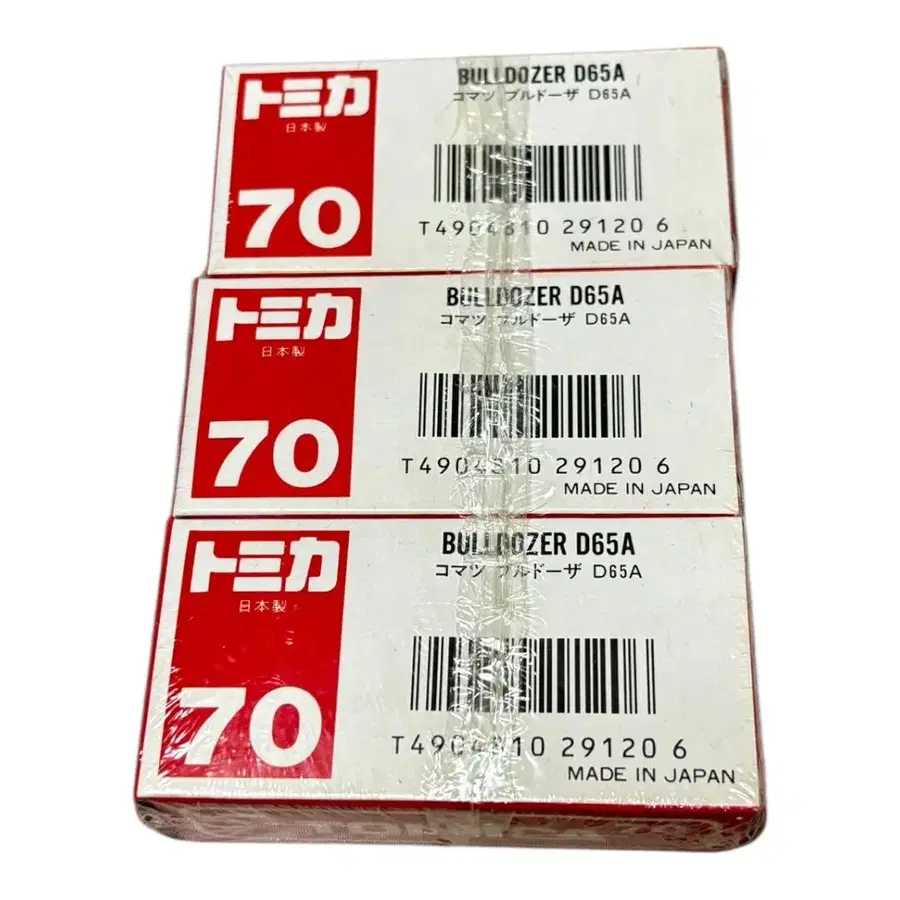 トミカ
日本製
70
BULLDOZER D65A
コマツ ブルドーザ D65A
T4904810 29120 6
MADE IN JAPAN
トミカ
日本製
70
BULLDOZER D65A
コマツ ブルドーザ D65A
T4904810 29120 6
MADE IN JAPAN
トミカ
日本製
70
BULLDOZER D65A
コマツ ブルドーザ D65A
T4904810 29120 6
MADE IN JAPAN
TOMICA